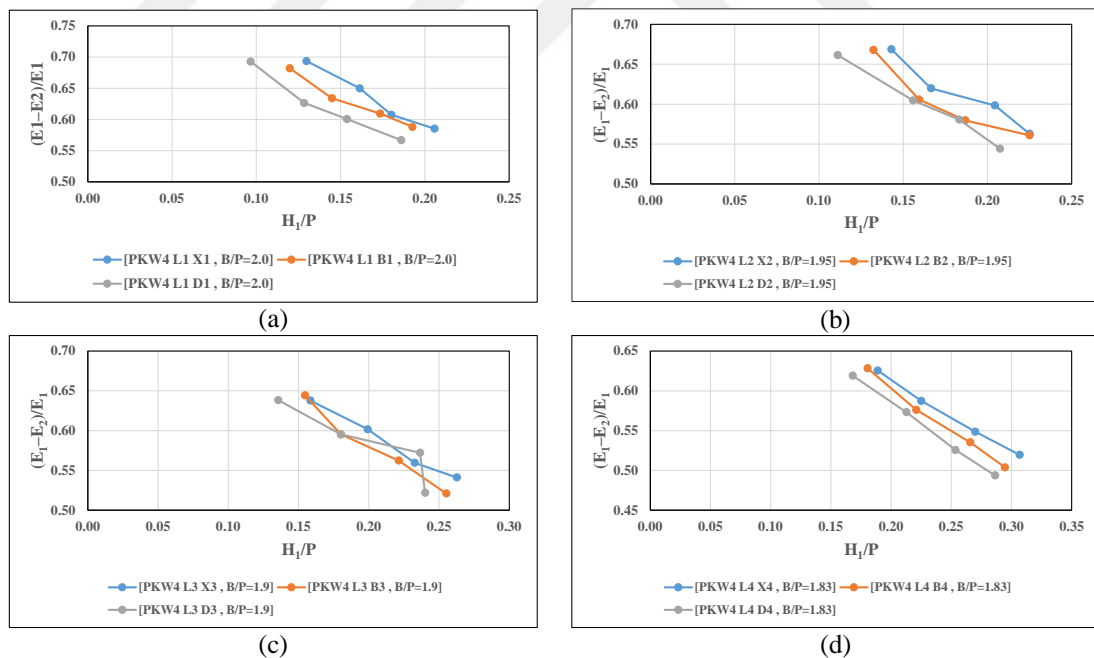 (E1−E2)/E1
0.75
0.70
0.65
0.60
0.55
0.50
0.00 0.05 0.10 0.15 0.20 0.25
H₁/P
[PKW4 L1 X1 , B/P=2.0] [PKW4 L1 B1 , B/P=2.0]
[PKW4 L1 D1 , B/P=2.0]
(a)
(E₁−E₂)/E₁
0.70
0.65
0.60
0.55
0.50
0.00 0.05 0.10 0.15 0.20 0.25
H₁/P
[PKW4 L2 X2 , B/P=1.95] [PKW4 L2 B2 , B/P=1.95]
[PKW4 L2 D2 , B/P=1.95]
(b)
(E₁−E₂)/E₁
0.70
0.65
0.60
0.55
0.50
0.00 0.05 0.10 0.15 0.20 0.25 0.30
H₁/P
[PKW4 L3 X3 , B/P=1.9] [PKW4 L3 B3 , B/P=1.9]
[PKW4 L3 D3 , B/P=1.9]
(c)
(E₁−E₂)/E₁
0.65
0.60
0.55
0.50
0.45
0.00 0.05 0.10 0.15 0.20 0.25 0.30 0.35
H₁/P
[PKW4 L4 X4 , B/P=1.83] [PKW4 L4 B4 , B/P=1.83]
[PKW4 L4 D4 , B/P=1.83]
(d)